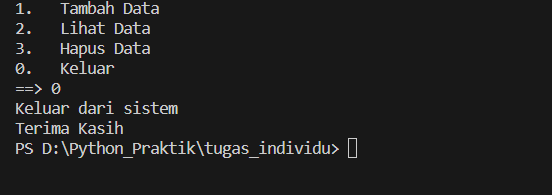 1.   Tambah Data
2.   Lihat Data
3.   Hapus Data
0.   Keluar
==> 0
Keluar dari sistem
Terima Kasih
PS D:\Python_Praktik\tugas_individu>